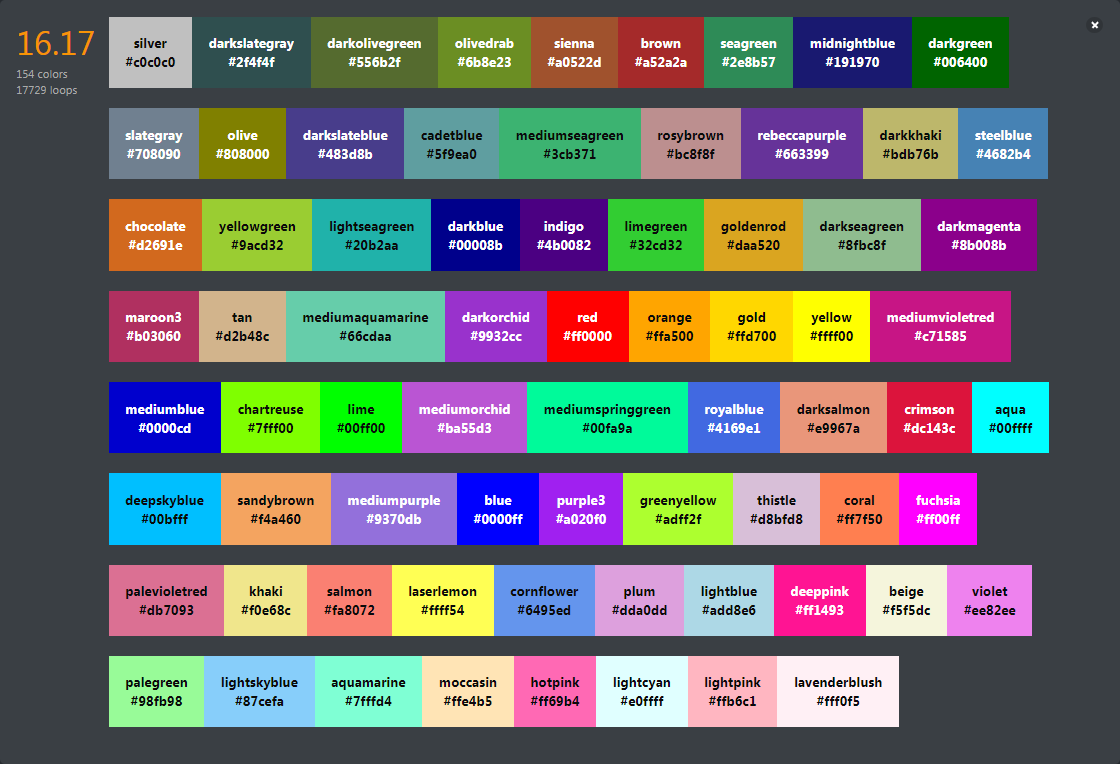 16.17
154 colors
17729 loops
silver darkslategray darkolivegreen olivedrab sienna brown seagreen midnightblue darkgreen
#c0c0c0 #2f4f4f #556b2f #6b8e23 #a0522d #a52a2a #2e8b57 #191970 #006400
slategray olive darkslateblue cadetblue mediumseagreen rosybrown rebeccapurple darkkhaki steelblue
#708090 #808000 #483d8b #5f9ea0 #3cb371 #bc8f8f #663399 #bdb76b #4682b4
chocolate yellowgreen lightseagreen darkblue indigo limegreen goldenrod darkseagreen darkmagenta
#d2691e #9acd32 #20b2aa #00008b #4b0082 #32cd32 #daa520 #8fbc8f #8b008b
maroon3 tan mediumaquamarine darkorchid red orange gold yellow mediumvioletred
#b03060 #d2b48c #66cdaa #9932cc #ff0000 #ffa500 #ffd700 #ffff00 #c71585
mediumblue chartreuse lime mediumorchid mediumspringgreen royalblue darksalmon crimson aqua
#0000cd #7fff00 #00ff00 #ba55d3 #00fa9a #4169e1 #e9967a #dc143c #00ffff
deepskyblue sandybrown mediumpurple blue purple3 greenyellow thistle coral fuchsia
#00bfff #f4a460 #9370db #0000ff #a020f0 #adff2f #d8bfd8 #ff7f50 #ff00ff
palevioletred khaki salmon laserlemon cornflower plum lightblue deeppink beige violet
#db7093 #f0e68c #fa8072 #ffff54 #6495ed #dda0dd #add8e6 #ff1493 #f5f5dc #ee82ee
palegreen lightskyblue aquamarine moccasin hotpink lightcyan lightpink lavenderblush
#98fb98 #87cefa #7fffd4 #ffe4b5 #ff69b4 #e0ffff #ffb6c1 #fff0f5